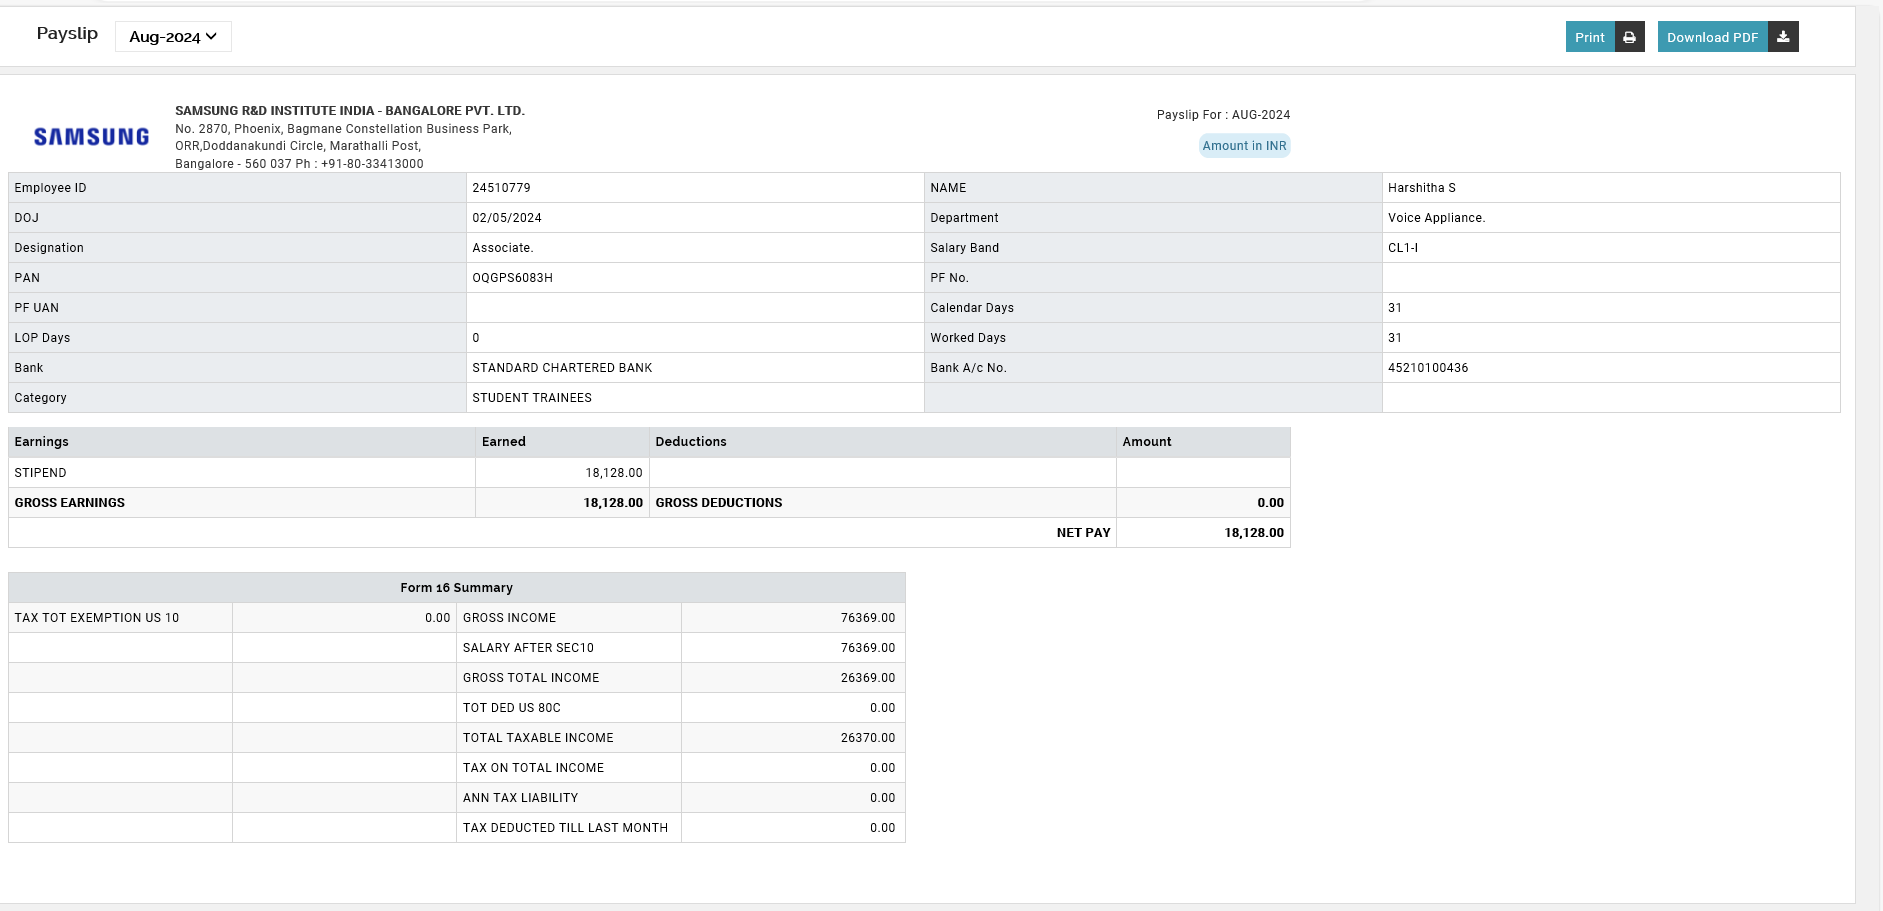 Payslip Aug-2024 Print Download PDF
SAMSUNG
SAMSUNG R&D INSTITUTE INDIA - BANGALORE PVT. LTD.
No. 2870, Phoenix, Bagmane Constellation Business Park,
ORR,Doddanakundi Circle, Marathalli Post,
Bangalore - 560 037 Ph : +91-80-33413000
Payslip For : AUG-2024
Amount in INR
Employee ID 24510779 NAME Harshitha S
DOJ 02/05/2024 Department Voice Appliance.
Designation Associate. Salary Band CL1-I
PAN OQGPS6083H PF No.
PF UAN Calendar Days 31
LOP Days 0 Worked Days 31
Bank STANDARD CHARTERED BANK Bank A/c No. 45210100436
Category STUDENT TRAINEES
Earnings Earned Deductions Amount
STIPEND 18,128.00
GROSS EARNINGS 18,128.00 GROSS DEDUCTIONS 0.00
NET PAY 18,128.00
Form 16 Summary
TAX TOT EXEMPTION US 10 0.00 GROSS INCOME 76369.00
SALARY AFTER SEC10 76369.00
GROSS TOTAL INCOME 26369.00
TOT DED US 80C 0.00
TOTAL TAXABLE INCOME 26370.00
TAX ON TOTAL INCOME 0.00
ANN TAX LIABILITY 0.00
TAX DEDUCTED TILL LAST MONTH 0.00